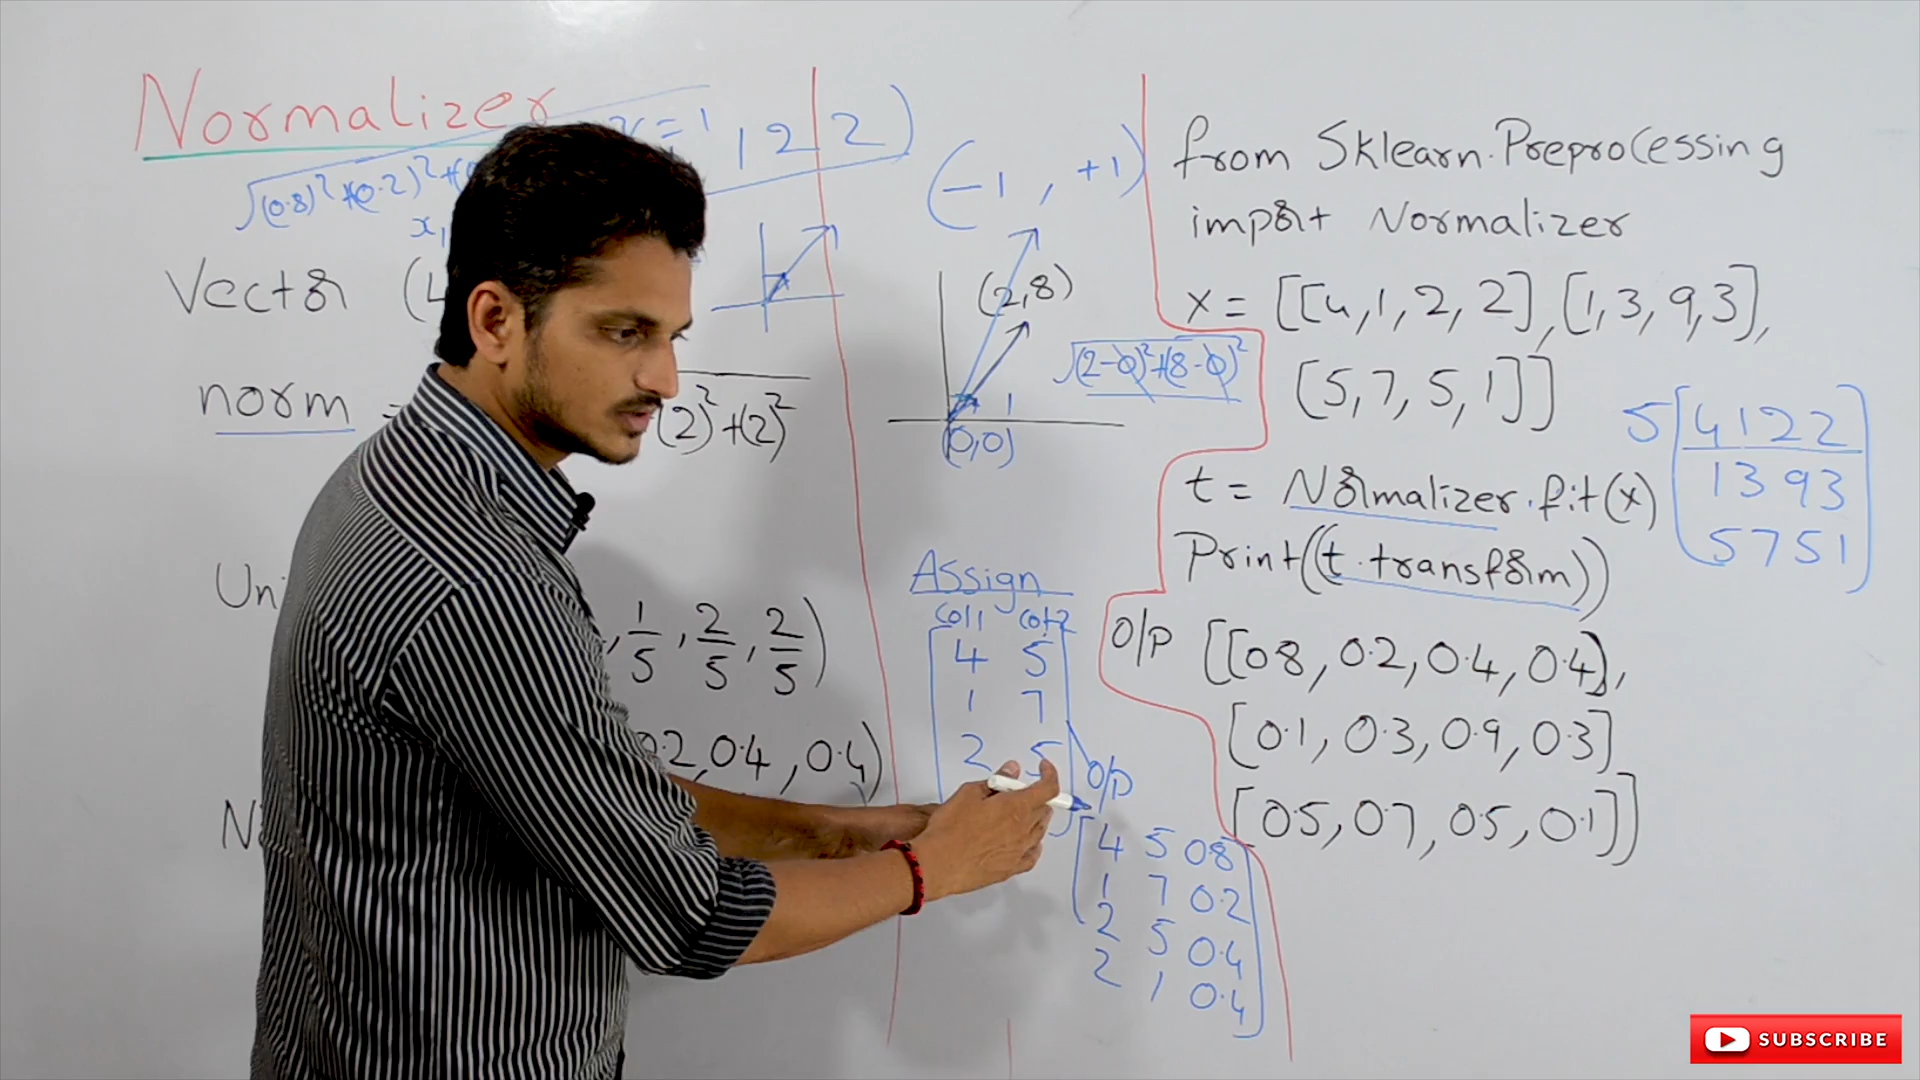 Normalizer
x = 1
, 2 2 )
√(0.8)² + (0.2)² +
x₁
Vector (4
norm =
(2)² + (2)²
, 1/5 , 2/5 , 2/5 )
0.2, 0.4 , 0.4)
(-1 , +1)
(2,8)
√(2-0)² + (8-0)²
1
(0,0)
Assign
Col1 Col2
4 5
1 7
2 5
O/P
4 5 0.8
1 7 0.2
2 5 0.4
2 1 0.4
from Sklearn.Preprocessing
import Normalizer
x = [[4,1,2,2],[1,3,9,3],
[5,7,5,1]]
t = Normalizer.fit(x)
Print(t.transform))
O/P [[0.8, 0.2, 0.4, 0.4],
[0.1, 0.3, 0.9, 0.3]
[0.5, 0.7, 0.5, 0.1]]
5 [4 1 2 2
1 3 9 3
5 7 5 1]
SUBSCRIBE